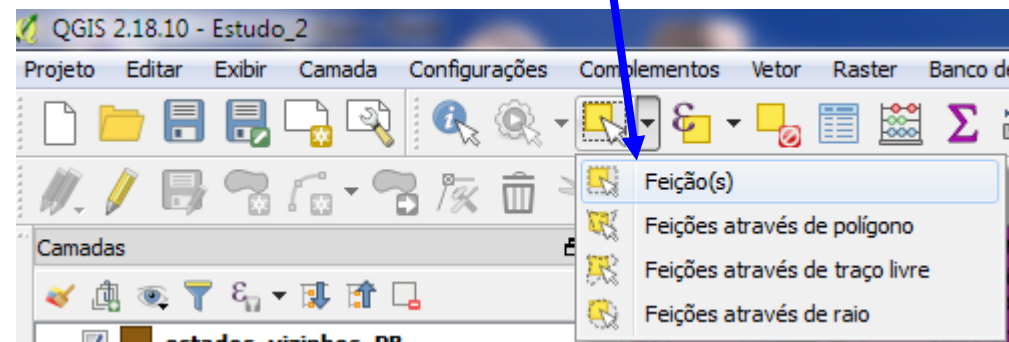 QGIS 2.18.10 - Estudo_2
Projeto Editar Exibir Camada Configurações Complementos Vetor Raster Banco
Feição(s)
Feições através de polígono
Feições através de traço livre
Feições através de raio
Camadas